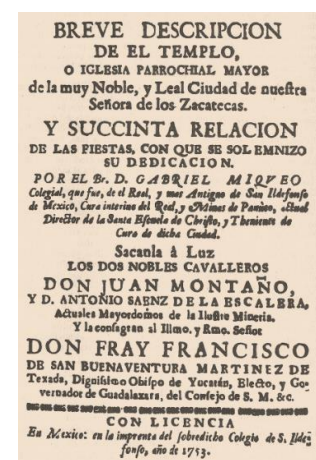 BREVE DESCRIPCION
DE EL TEMPLO,
O IGLESIA PARROCHIAL MAYOR
de la muy Noble, y Leal Ciudad de nuestra
Señora de los Zacatecas.
Y SUCCINTA RELACION
DE LAS FIESTAS, CON QUE SE SOLEMNIZO
SU DEDICACION.
POR EL Br. D. GABRIEL MIQVEO
Colegial, que fue, de el Real, y mas Antiguo de San Ildefonso
de Mexico, Cura interino del Real, y Minas de Panuco, actual
Director de la Santa Escuela de Christo, y Theniente de
Cura de dicha Ciudad.
Sacanla à Luz
LOS DOS NOBLES CAVALLEROS
DON JUAN MONTAÑO,
Y D. ANTONIO SAENZ DE LA ESCALERA,
Actuales Mayordomos de la Ilustre Mineria.
Y la consagran al Illmo. y Rmo. Señor
DON FRAY FRANCISCO
DE SAN BUENAVENTURA MARTINEZ DE
Texada, Dignissimo Obispo de Yucatán, Electo, y Go-
vernador de Guadalaxara, del Consejo de S. M. &c.
CON LICENCIA
En Mexico: en la imprenta del sobredicho Colegio de S. Ilde-
fonso, año de 1753.